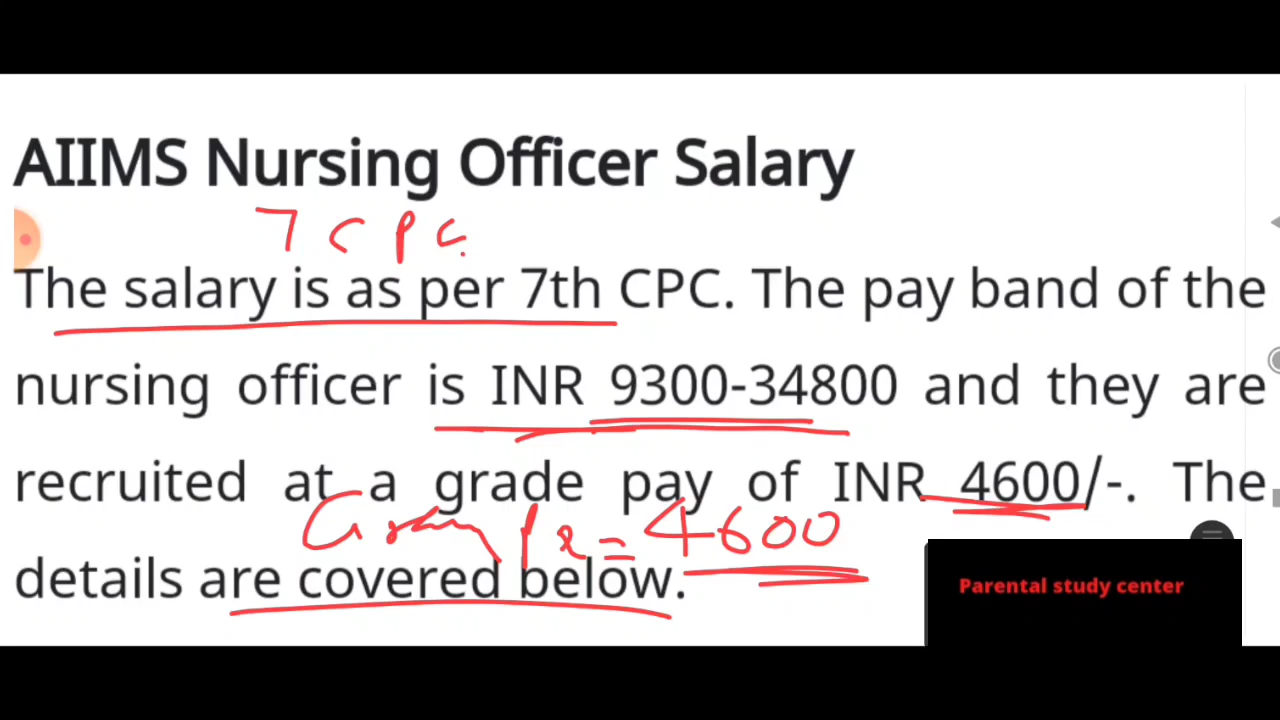 AIIMS Nursing Officer Salary
7 CPC
The salary is as per 7th CPC. The pay band of the
nursing officer is INR 9300-34800 and they are
recruited at a grade pay of INR 4600/-. The
= 4600
details are covered below.
Parental study center